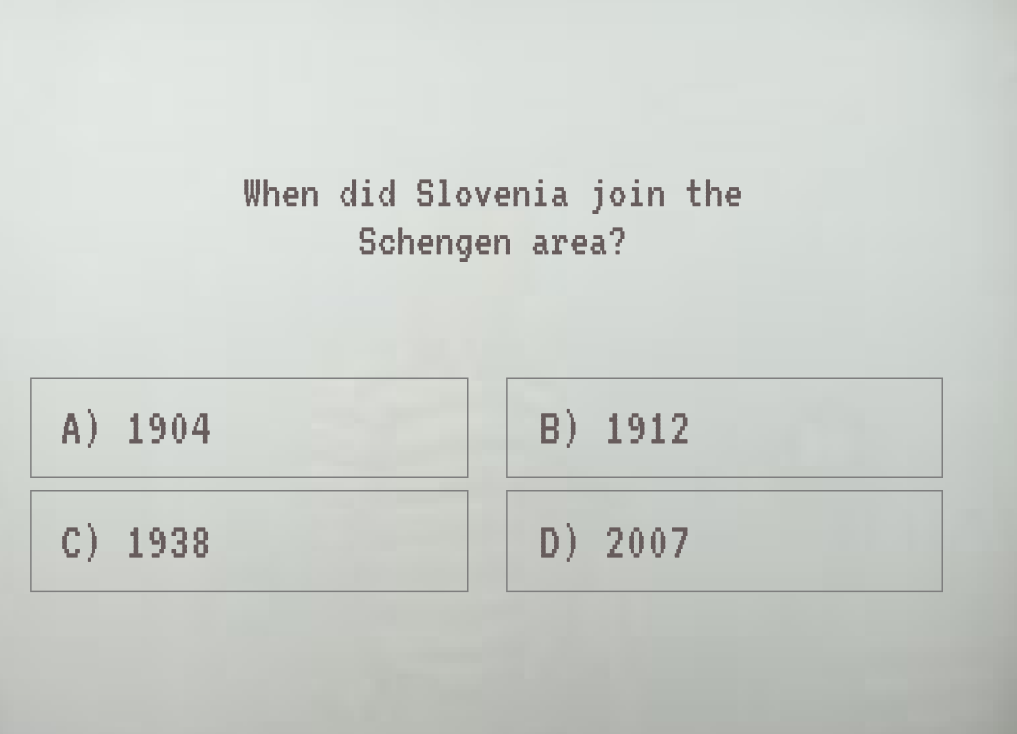 When did Slovenia join the
Schengen area?
A) 1904
B) 1912
C) 1938
D) 2007